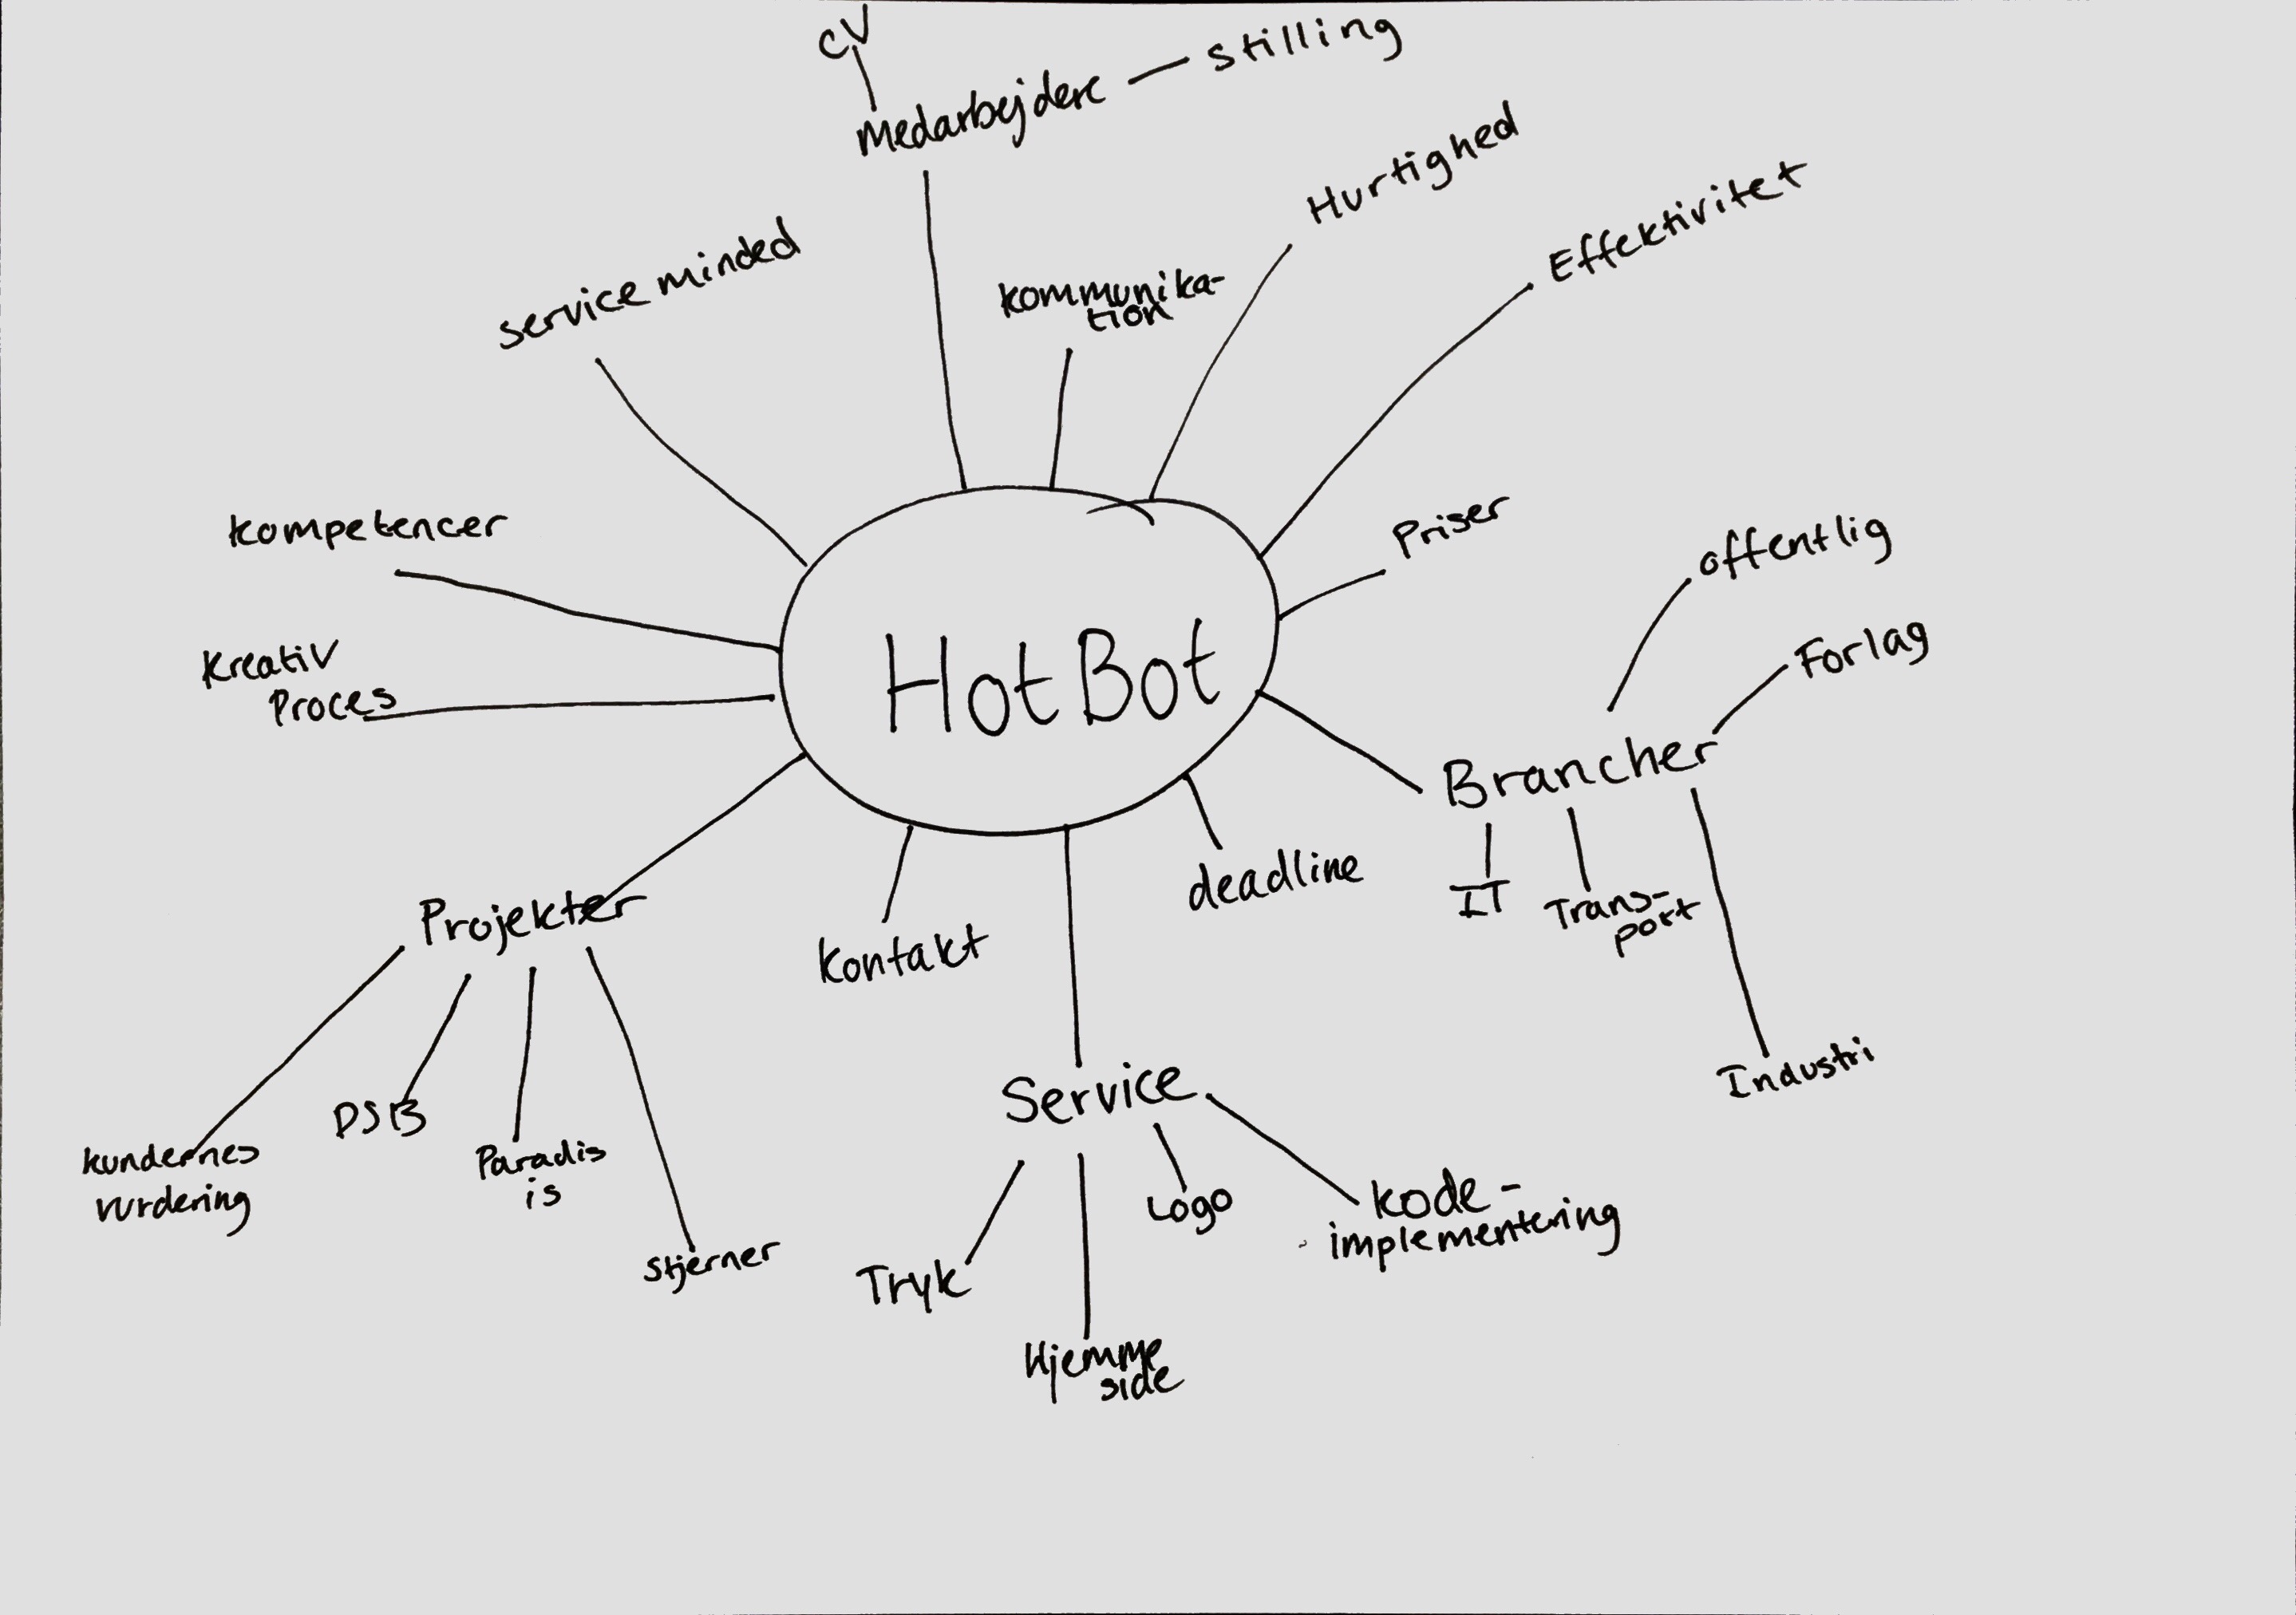 CV
Medarbejdere
stilling
Hurtighed
Effektivitet
service minded
kommunika-
tion
Kompetencer
Priser
offentlig
Kreativ
Proces
HotBot
Forlag
Brancher
IT
Trans-
port
Industri
deadline
Kontakt
Projekter
kundernes
vurdering
DSB
Paradis
is
stjerner
Service
Tryk
Hjemme
side
Logo
kode-
implementering